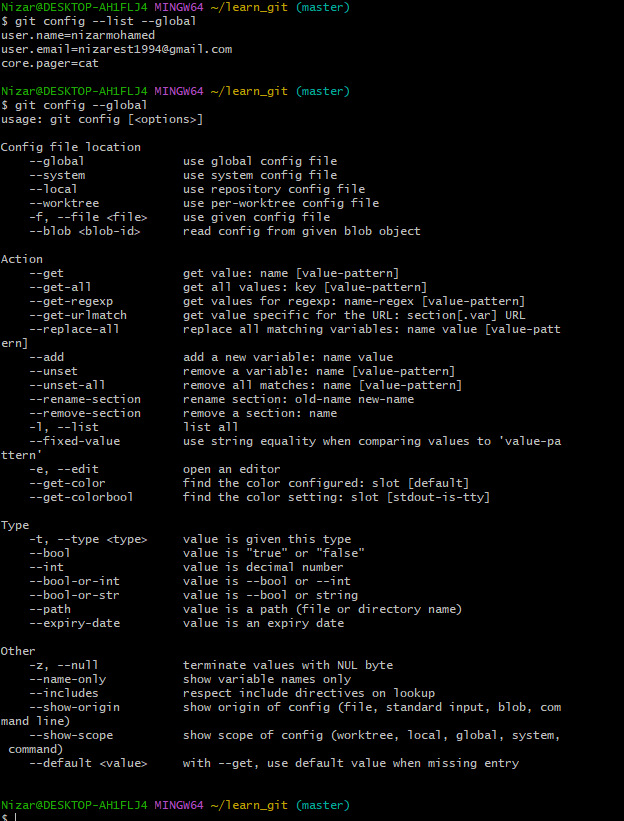 Nizar@DESKTOP-AH1FLJ4 MINGW64 ~/learn_git (master)
$ git config --list --global
user.name=nizarmohamed
user.email=nizarest1994@gmail.com
core.pager=cat

Nizar@DESKTOP-AH1FLJ4 MINGW64 ~/learn_git (master)
$ git config --global
usage: git config [<options>]

Config file location
    --global              use global config file
    --system              use system config file
    --local               use repository config file
    --worktree            use per-worktree config file
    -f, --file <file>     use given config file
    --blob <blob-id>      read config from given blob object

Action
    --get                 get value: name [value-pattern]
    --get-all             get all values: key [value-pattern]
    --get-regexp          get values for regexp: name-regex [value-pattern]
    --get-urlmatch        get value specific for the URL: section[.var] URL
    --replace-all         replace all matching variables: name value [value-patt
ern]
    --add                 add a new variable: name value
    --unset               remove a variable: name [value-pattern]
    --unset-all           remove all matches: name [value-pattern]
    --rename-section      rename section: old-name new-name
    --remove-section      remove a section: name
    -l, --list            list all
    --fixed-value         use string equality when comparing values to 'value-pa
ttern'
    -e, --edit            open an editor
    --get-color           find the color configured: slot [default]
    --get-colorbool       find the color setting: slot [stdout-is-tty]

Type
    -t, --type <type>     value is given this type
    --bool                value is "true" or "false"
    --int                 value is decimal number
    --bool-or-int         value is --bool or --int
    --bool-or-str         value is --bool or string
    --path                value is a path (file or directory name)
    --expiry-date         value is an expiry date

Other
    -z, --null            terminate values with NUL byte
    --name-only           show variable names only
    --includes            respect include directives on lookup
    --show-origin         show origin of config (file, standard input, blob, com
mand line)
    --show-scope          show scope of config (worktree, local, global, system,
 command)
    --default <value>     with --get, use default value when missing entry

Nizar@DESKTOP-AH1FLJ4 MINGW64 ~/learn_git (master)
$